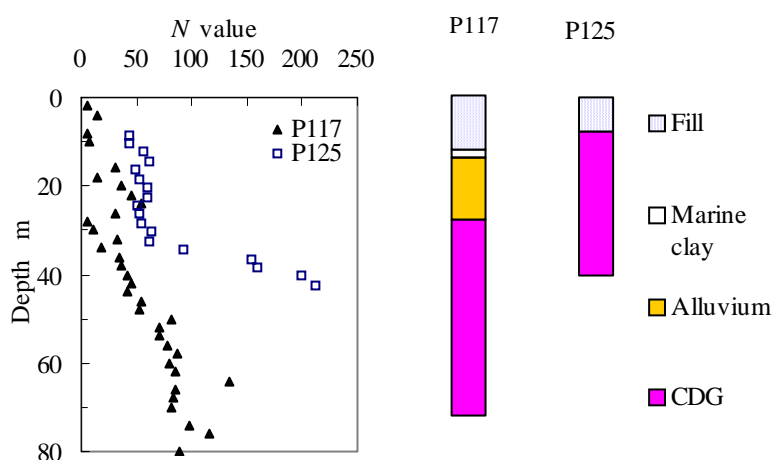 N value
0 50 100 150 200 250
0
20
40
60
80
Depth m
P117
P125
P117
P125
Fill
Marine
clay
Alluvium
CDG